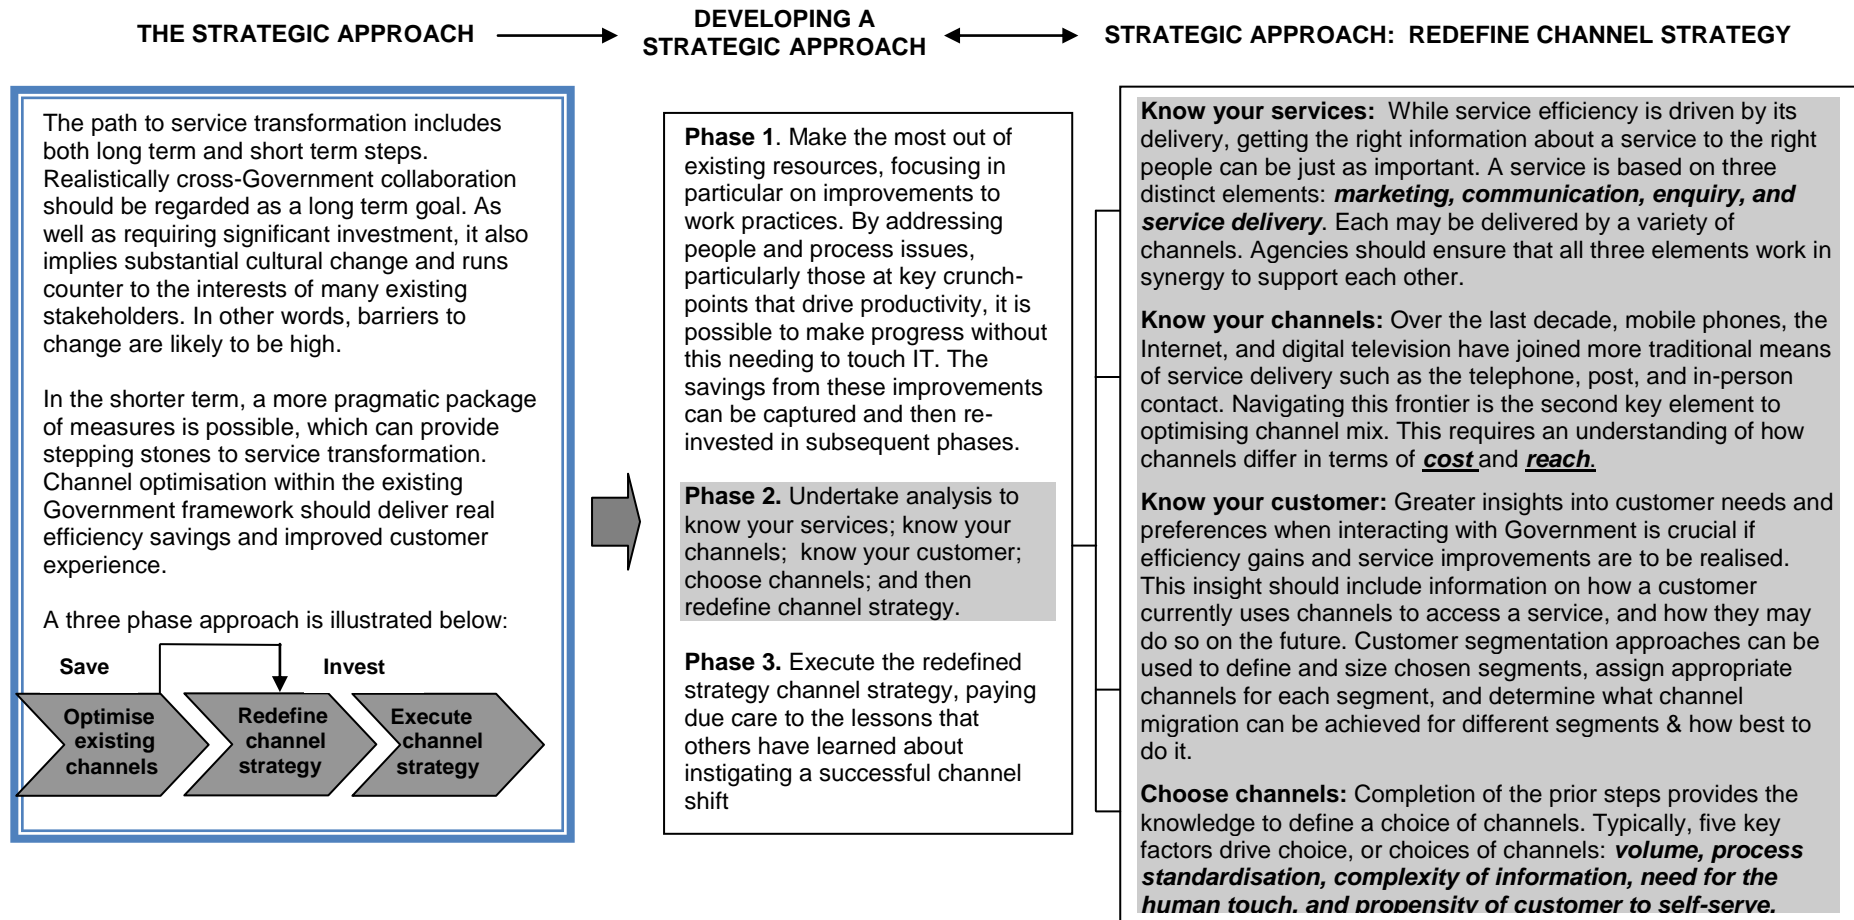 THE STRATEGIC APPROACH
DEVELOPING A
STRATEGIC APPROACH
STRATEGIC APPROACH: REDEFINE CHANNEL STRATEGY
The path to service transformation includes
both long term and short term steps.
Realistically cross-Government collaboration
should be regarded as a long term goal. As
well as requiring significant investment, it also
implies substantial cultural change and runs
counter to the interests of many existing
stakeholders. In other words, barriers to
change are likely to be high.
In the shorter term, a more pragmatic package
of measures is possible, which can provide
stepping stones to service transformation.
Channel optimisation within the existing
Government framework should deliver real
efficiency savings and improved customer
experience.
A three phase approach is illustrated below:
Save
Invest
Optimise
existing
channels
Redefine
channel
strategy
Execute
channel
strategy
Phase 1. Make the most out of
existing resources, focusing in
particular on improvements to
work practices. By addressing
people and process issues,
particularly those at key crunch-
points that drive productivity, it is
possible to make progress without
this needing to touch IT. The
savings from these improvements
can be captured and then re-
invested in subsequent phases.
Phase 2. Undertake analysis to
know your services; know your
channels; know your customer;
choose channels; and then
redefine channel strategy.
Phase 3. Execute the redefined
strategy channel strategy, paying
due care to the lessons that
others have learned about
instigating a successful channel
shift
Know your services: While service efficiency is driven by its
delivery, getting the right information about a service to the right
people can be just as important. A service is based on three
distinct elements: marketing, communication, enquiry, and
service delivery. Each may be delivered by a variety of
channels. Agencies should ensure that all three elements work in
synergy to support each other.
Know your channels: Over the last decade, mobile phones, the
Internet, and digital television have joined more traditional means
of service delivery such as the telephone, post, and in-person
contact. Navigating this frontier is the second key element to
optimising channel mix. This requires an understanding of how
channels differ in terms of cost and reach.
Know your customer: Greater insights into customer needs and
preferences when interacting with Government is crucial if
efficiency gains and service improvements are to be realised.
This insight should include information on how a customer
currently uses channels to access a service, and how they may
do so on the future. Customer segmentation approaches can be
used to define and size chosen segments, assign appropriate
channels for each segment, and determine what channel
migration can be achieved for different segments & how best to
do it.
Choose channels: Completion of the prior steps provides the
knowledge to define a choice of channels. Typically, five key
factors drive choice, or choices of channels: volume, process
standardisation, complexity of information, need for the
human touch, and propensity of customer to self-serve.